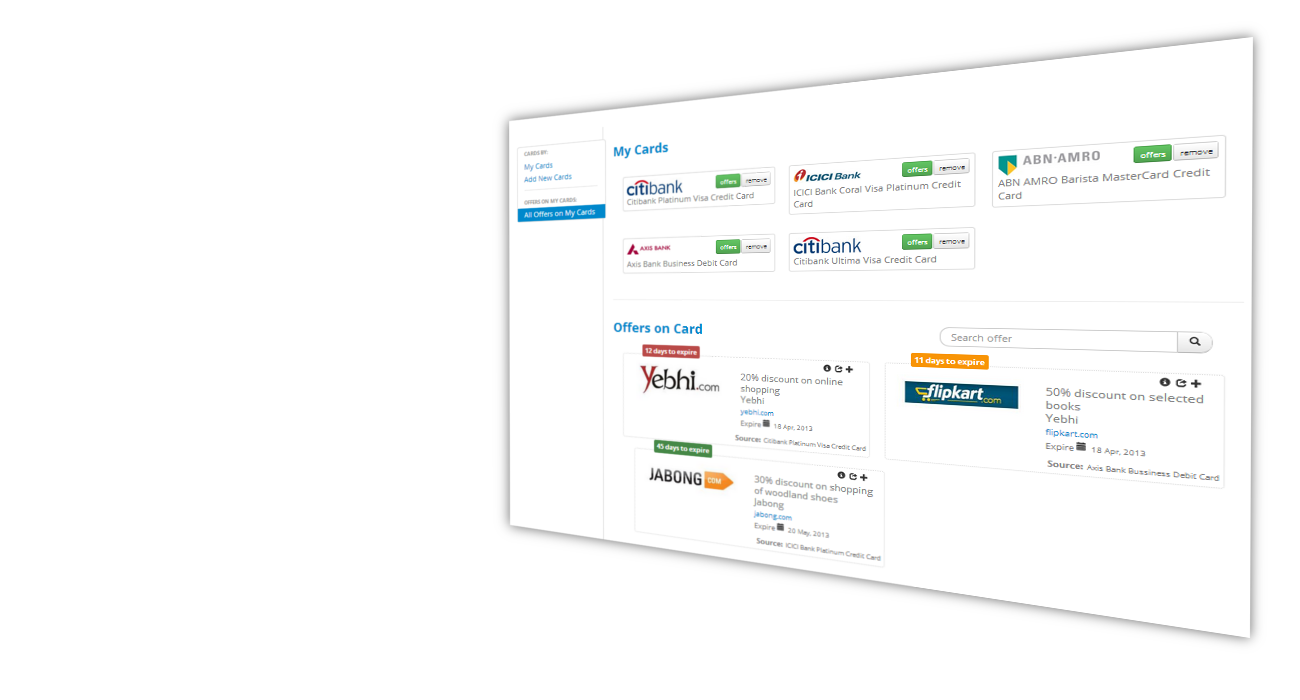 CARDS BY:
My Cards
Add New Cards
OFFERS ON MY CARDS:
All Offers on My Cards
My Cards
citibank
offers
remove
Citibank Platinum Visa Credit Card
ICICI Bank
offers
remove
ICICI Bank Coral Visa Platinum Credit
Card
ABN·AMRO
offers
remove
ABN AMRO Barista MasterCard Credit
Card
AXIS BANK
offers
remove
Axis Bank Business Debit Card
citibank
offers
remove
Citibank Ultima Visa Credit Card
Offers on Card
Search offer
12 days to expire
Yebhi.com
20% discount on online
shopping
Yebhi
yebhi.com
Expire 18 Apr, 2013
Source: Citibank Platinum Visa Credit Card
11 days to expire
flipkart.com
50% discount on selected
books
Yebhi
flipkart.com
Expire 18 Apr, 2013
Source: Axis Bank Bussiness Debit Card
45 days to expire
JABONG COM
30% discount on shopping
of woodland shoes
Jabong
jabong.com
Expire 20 May, 2013
Source: ICICI Bank Platinum Credit Card